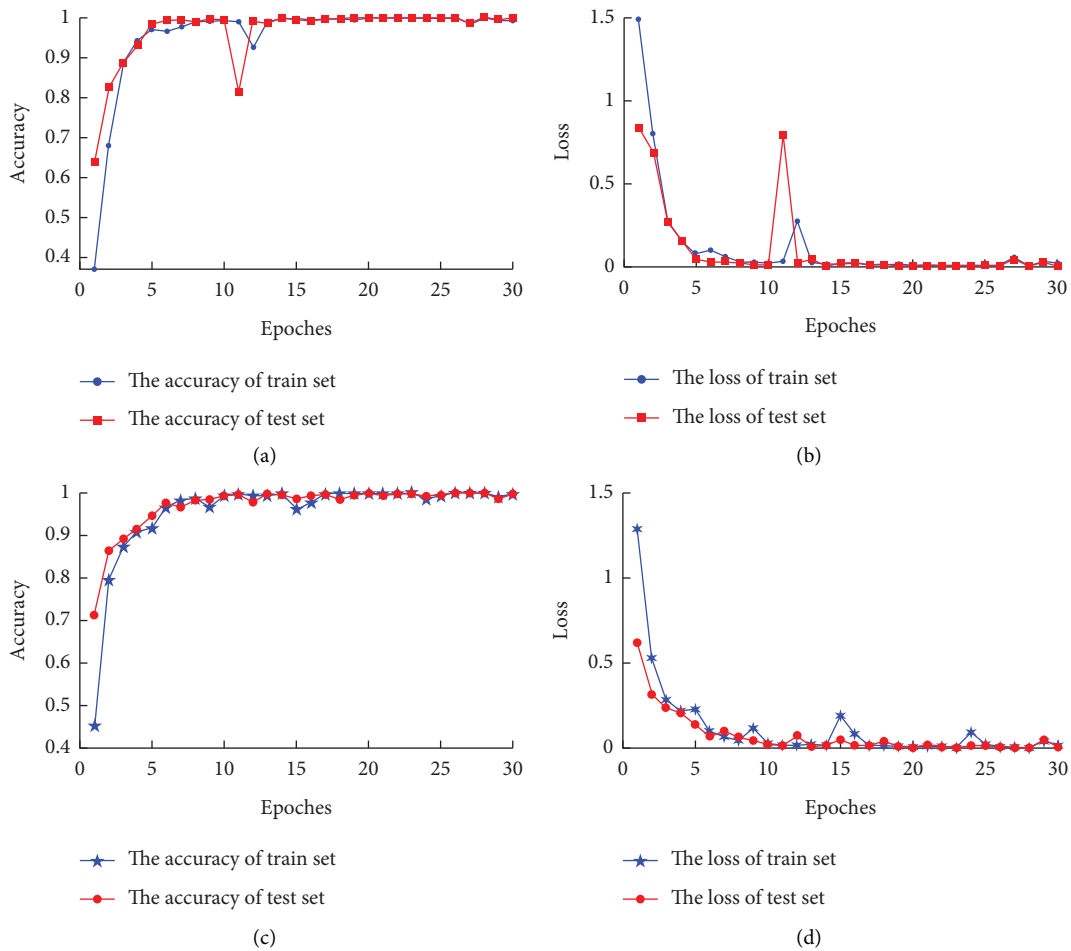 1
0.9
0.8
0.7
0.6
0.5
0.4
Accuracy
0 5 10 15 20 25 30
Epoches
The accuracy of train set
The accuracy of test set
(a)
1.5
1
0.5
0
Loss
0 5 10 15 20 25 30
Epoches
The loss of train set
The loss of test set
(b)
1
0.9
0.8
0.7
0.6
0.5
0.4
Accuracy
0 5 10 15 20 25 30
Epoches
The accuracy of train set
The accuracy of test set
(c)
1.5
1
0.5
0
Loss
0 5 10 15 20 25 30
Epoches
The loss of train set
The loss of test set
(d)